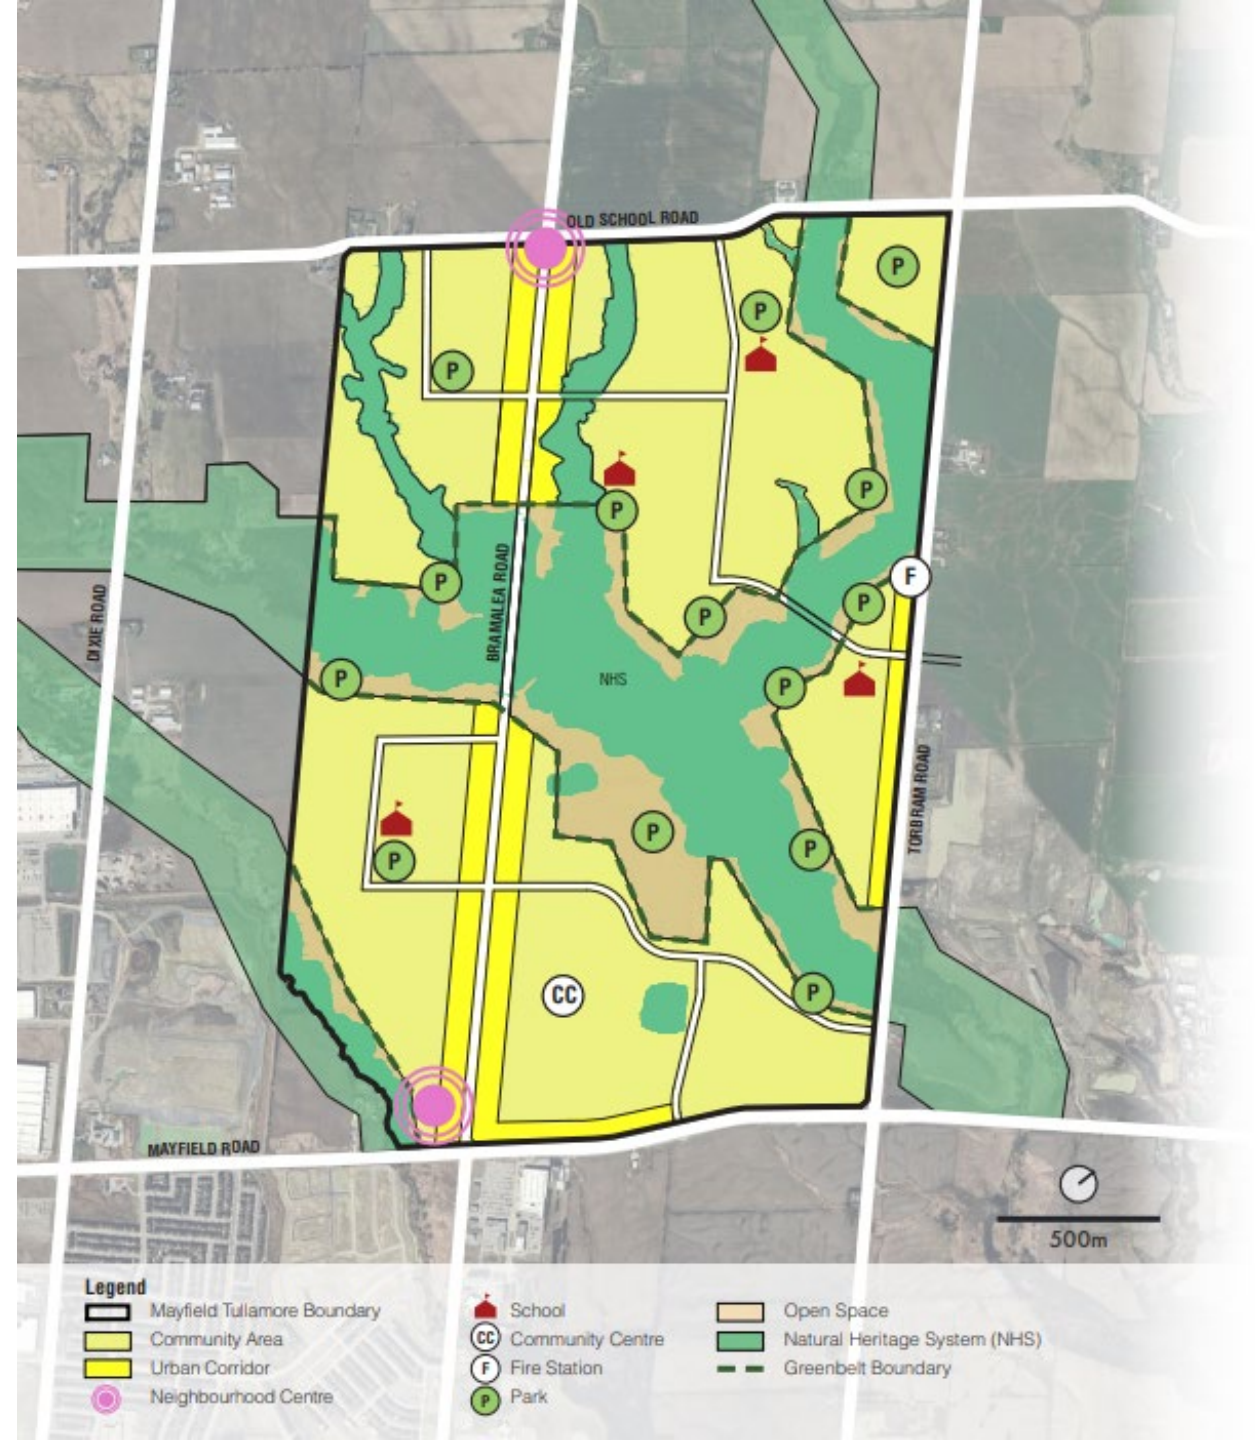 OLD SCHOOL ROAD
P
P
P
P
P
P
F
DIXIE ROAD
BRAMALEA ROAD
P
P
P
P
NHS
P
TORBRAM ROAD
P
P
P
CC
P
MAYFIELD ROAD
500m
Legend
Mayfield Tullamore Boundary
Community Area
Urban Corridor
Neighbourhood Centre
School
CC Community Centre
F Fire Station
P Park
Open Space
Natural Heritage System (NHS)
Greenbelt Boundary